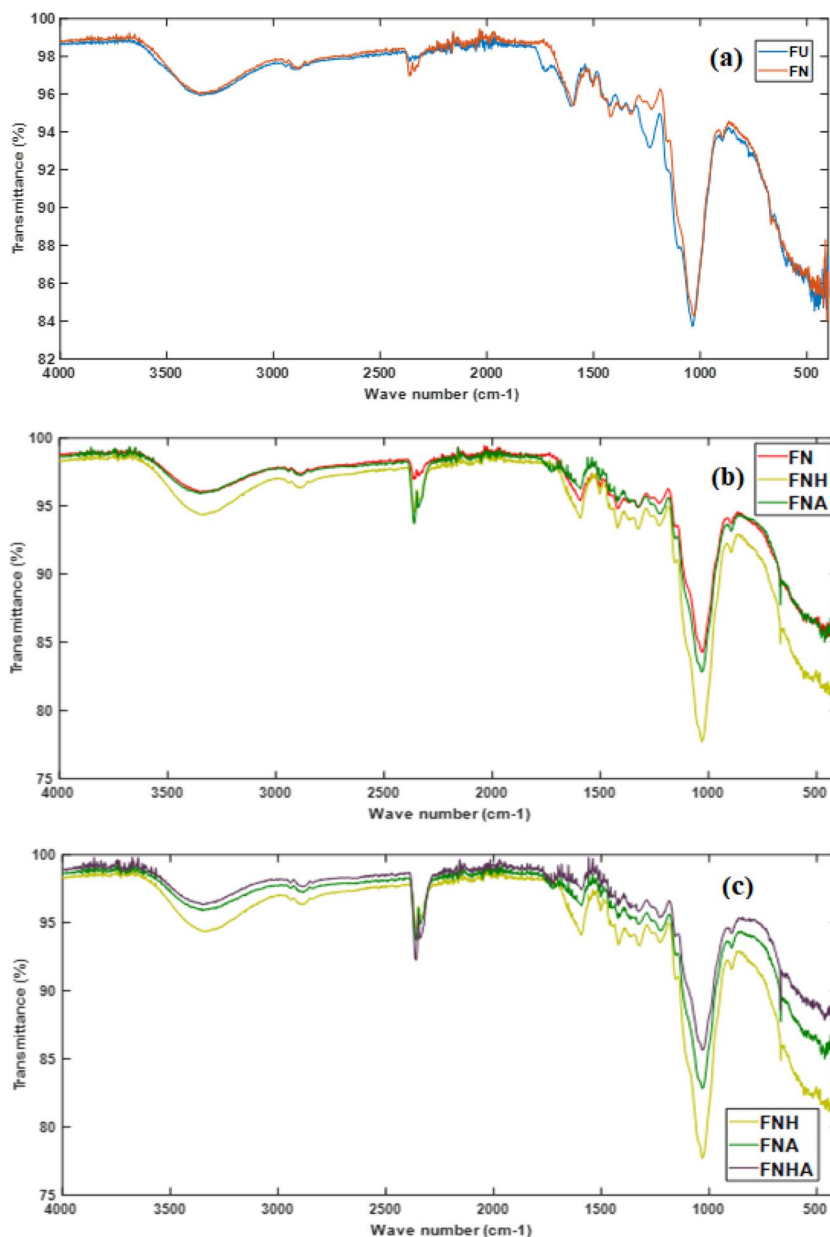 100
98
96
94
92
90
88
86
84
82
Transmittance (%)
(a)
FU
FN
4000 3500 3000 2500 2000 1500 1000 500
Wave number (cm-1)
100
95
90
85
80
75
Transmittance (%)
(b)
FN
FNH
FNA
4000 3500 3000 2500 2000 1500 1000 500
Wave number (cm-1)
100
95
90
85
80
75
Transmittance (%)
(c)
FNH
FNA
FNHA
4000 3500 3000 2500 2000 1500 1000 500
Wave number (cm-1)